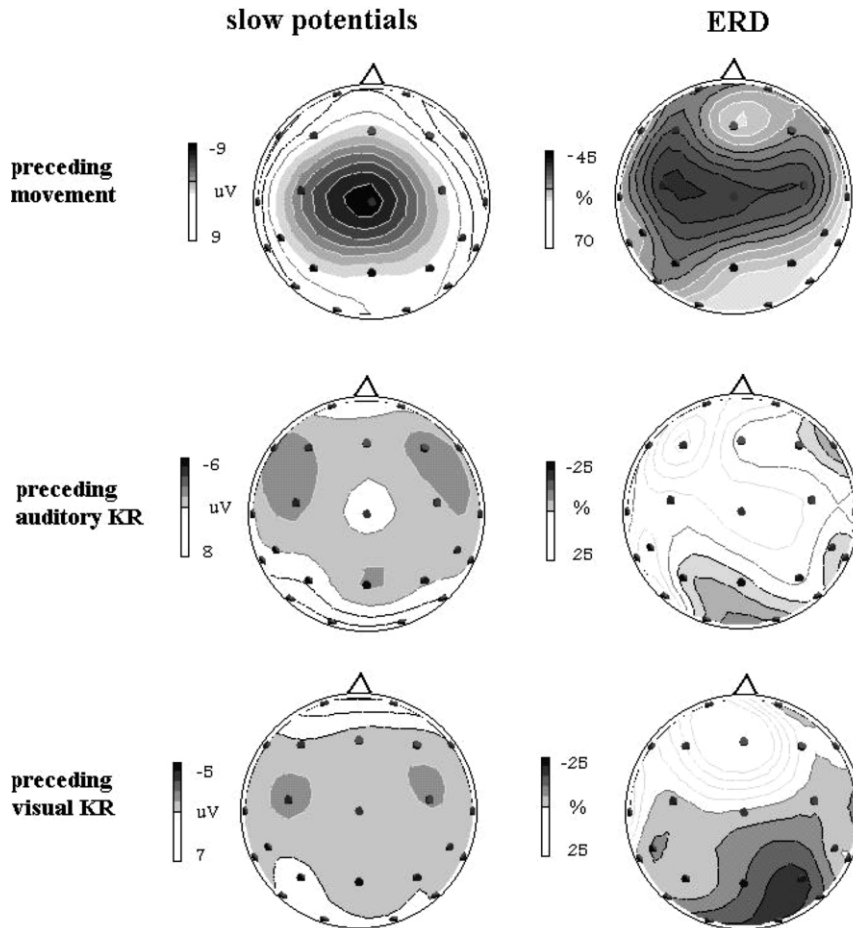 slow potentials
ERD
preceding
movement
-9
uV
9
-45
%
70
preceding
auditory KR
-6
uV
8
-25
%
25
preceding
visual KR
-5
uV
7
-25
%
25